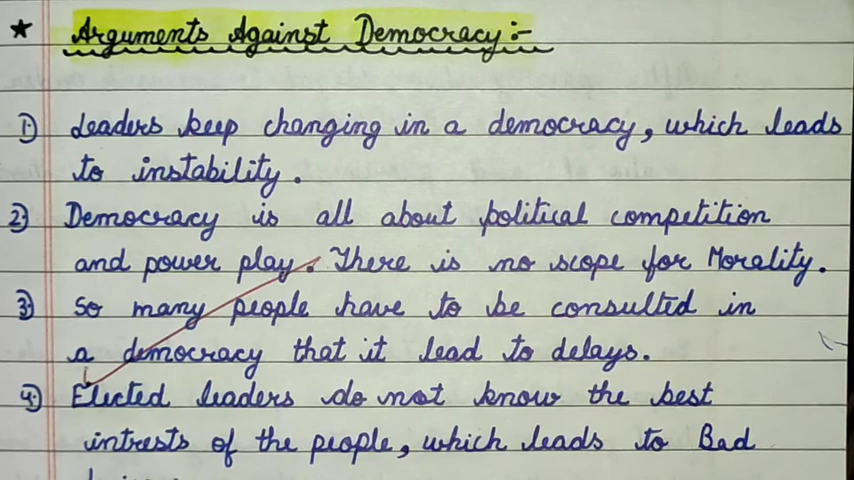 ★ Arguments Against Democracy:-
1) Leaders keep changing in a democracy, which leads
to instability.
2) Democracy is all about political competition
and power play. There is no scope for Morality.
3) So many people have to be consulted in
a democracy that it lead to delays.
4) Elected leaders do not know the best
intrests of the people, which leads to Bad